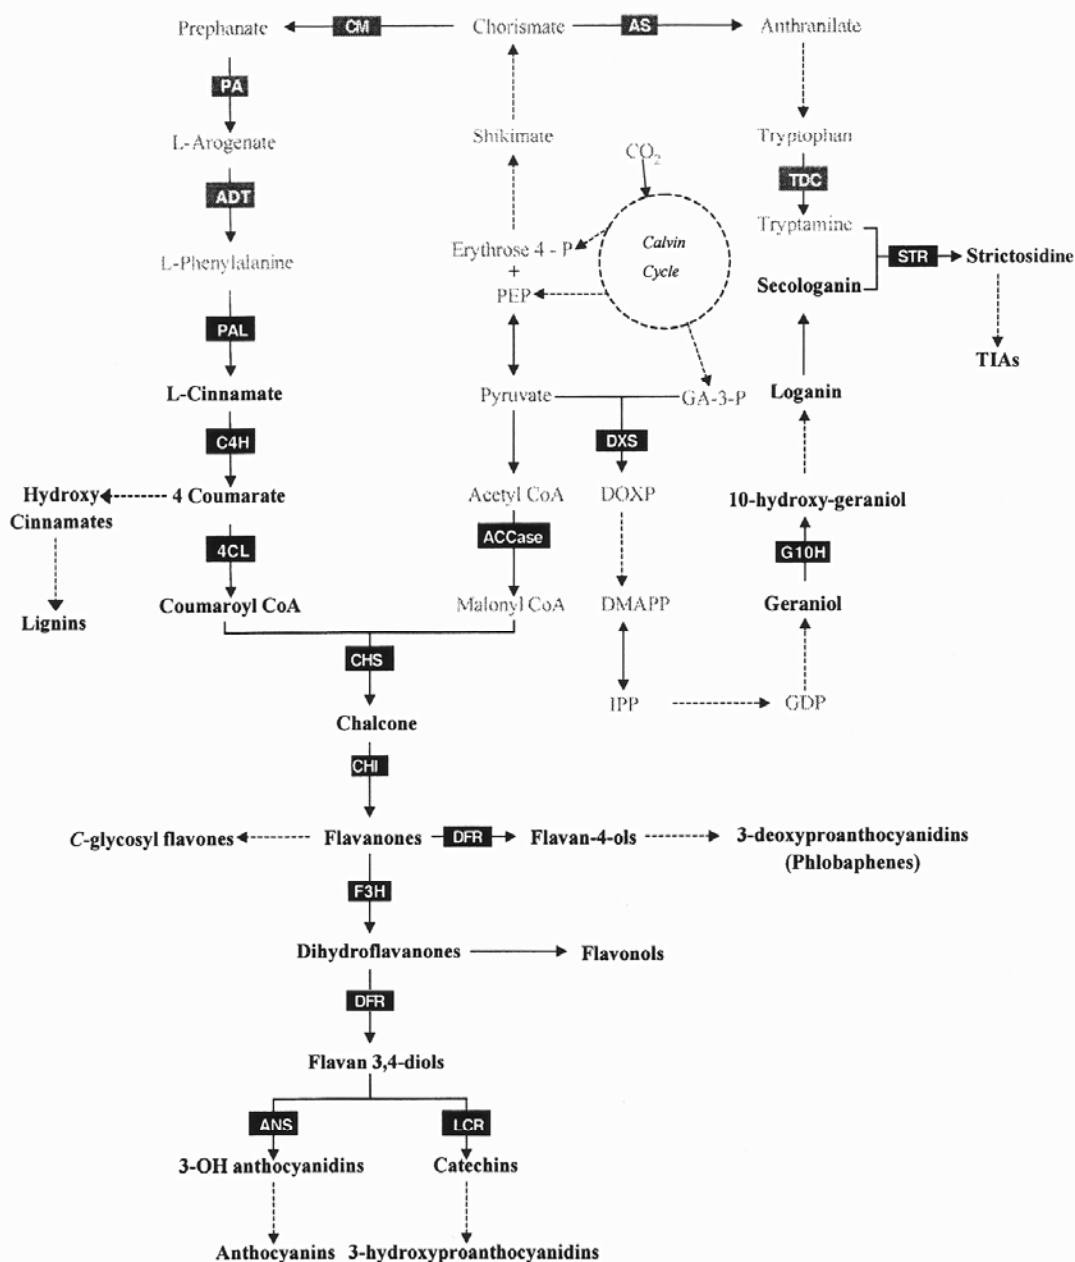 Prephanate CM Chorismate AS Anthranilate
PA
L-Arogenate Shikimate Tryptophan
CO2
ADT TDC
Tryptamine
Erythrose 4 - P Calvin
L-Phenylalanine + Cycle STR Strictosidine
PEP Secologanin
PAL TIAs
L-Cinnamate Pyruvate GA-3-P Loganin
C4H DXS
Hydroxy 4 Coumarate Acetyl CoA DOXP 10-hydroxy-geraniol
Cinnamates
4CL ACCase G10H
Coumaroyl CoA Malonyl CoA DMAPP Geraniol
Lignins
CHS
IPP GDP
Chalcone
CHI
C-glycosyl flavones Flavanones DFR Flavan-4-ols 3-deoxyproanthocyanidins
(Phlobaphenes)
F3H
Dihydroflavanones Flavonols
DFR
Flavan 3,4-diols
ANS LCR
3-OH anthocyanidins Catechins
Anthocyanins 3-hydroxyproanthocyanidins